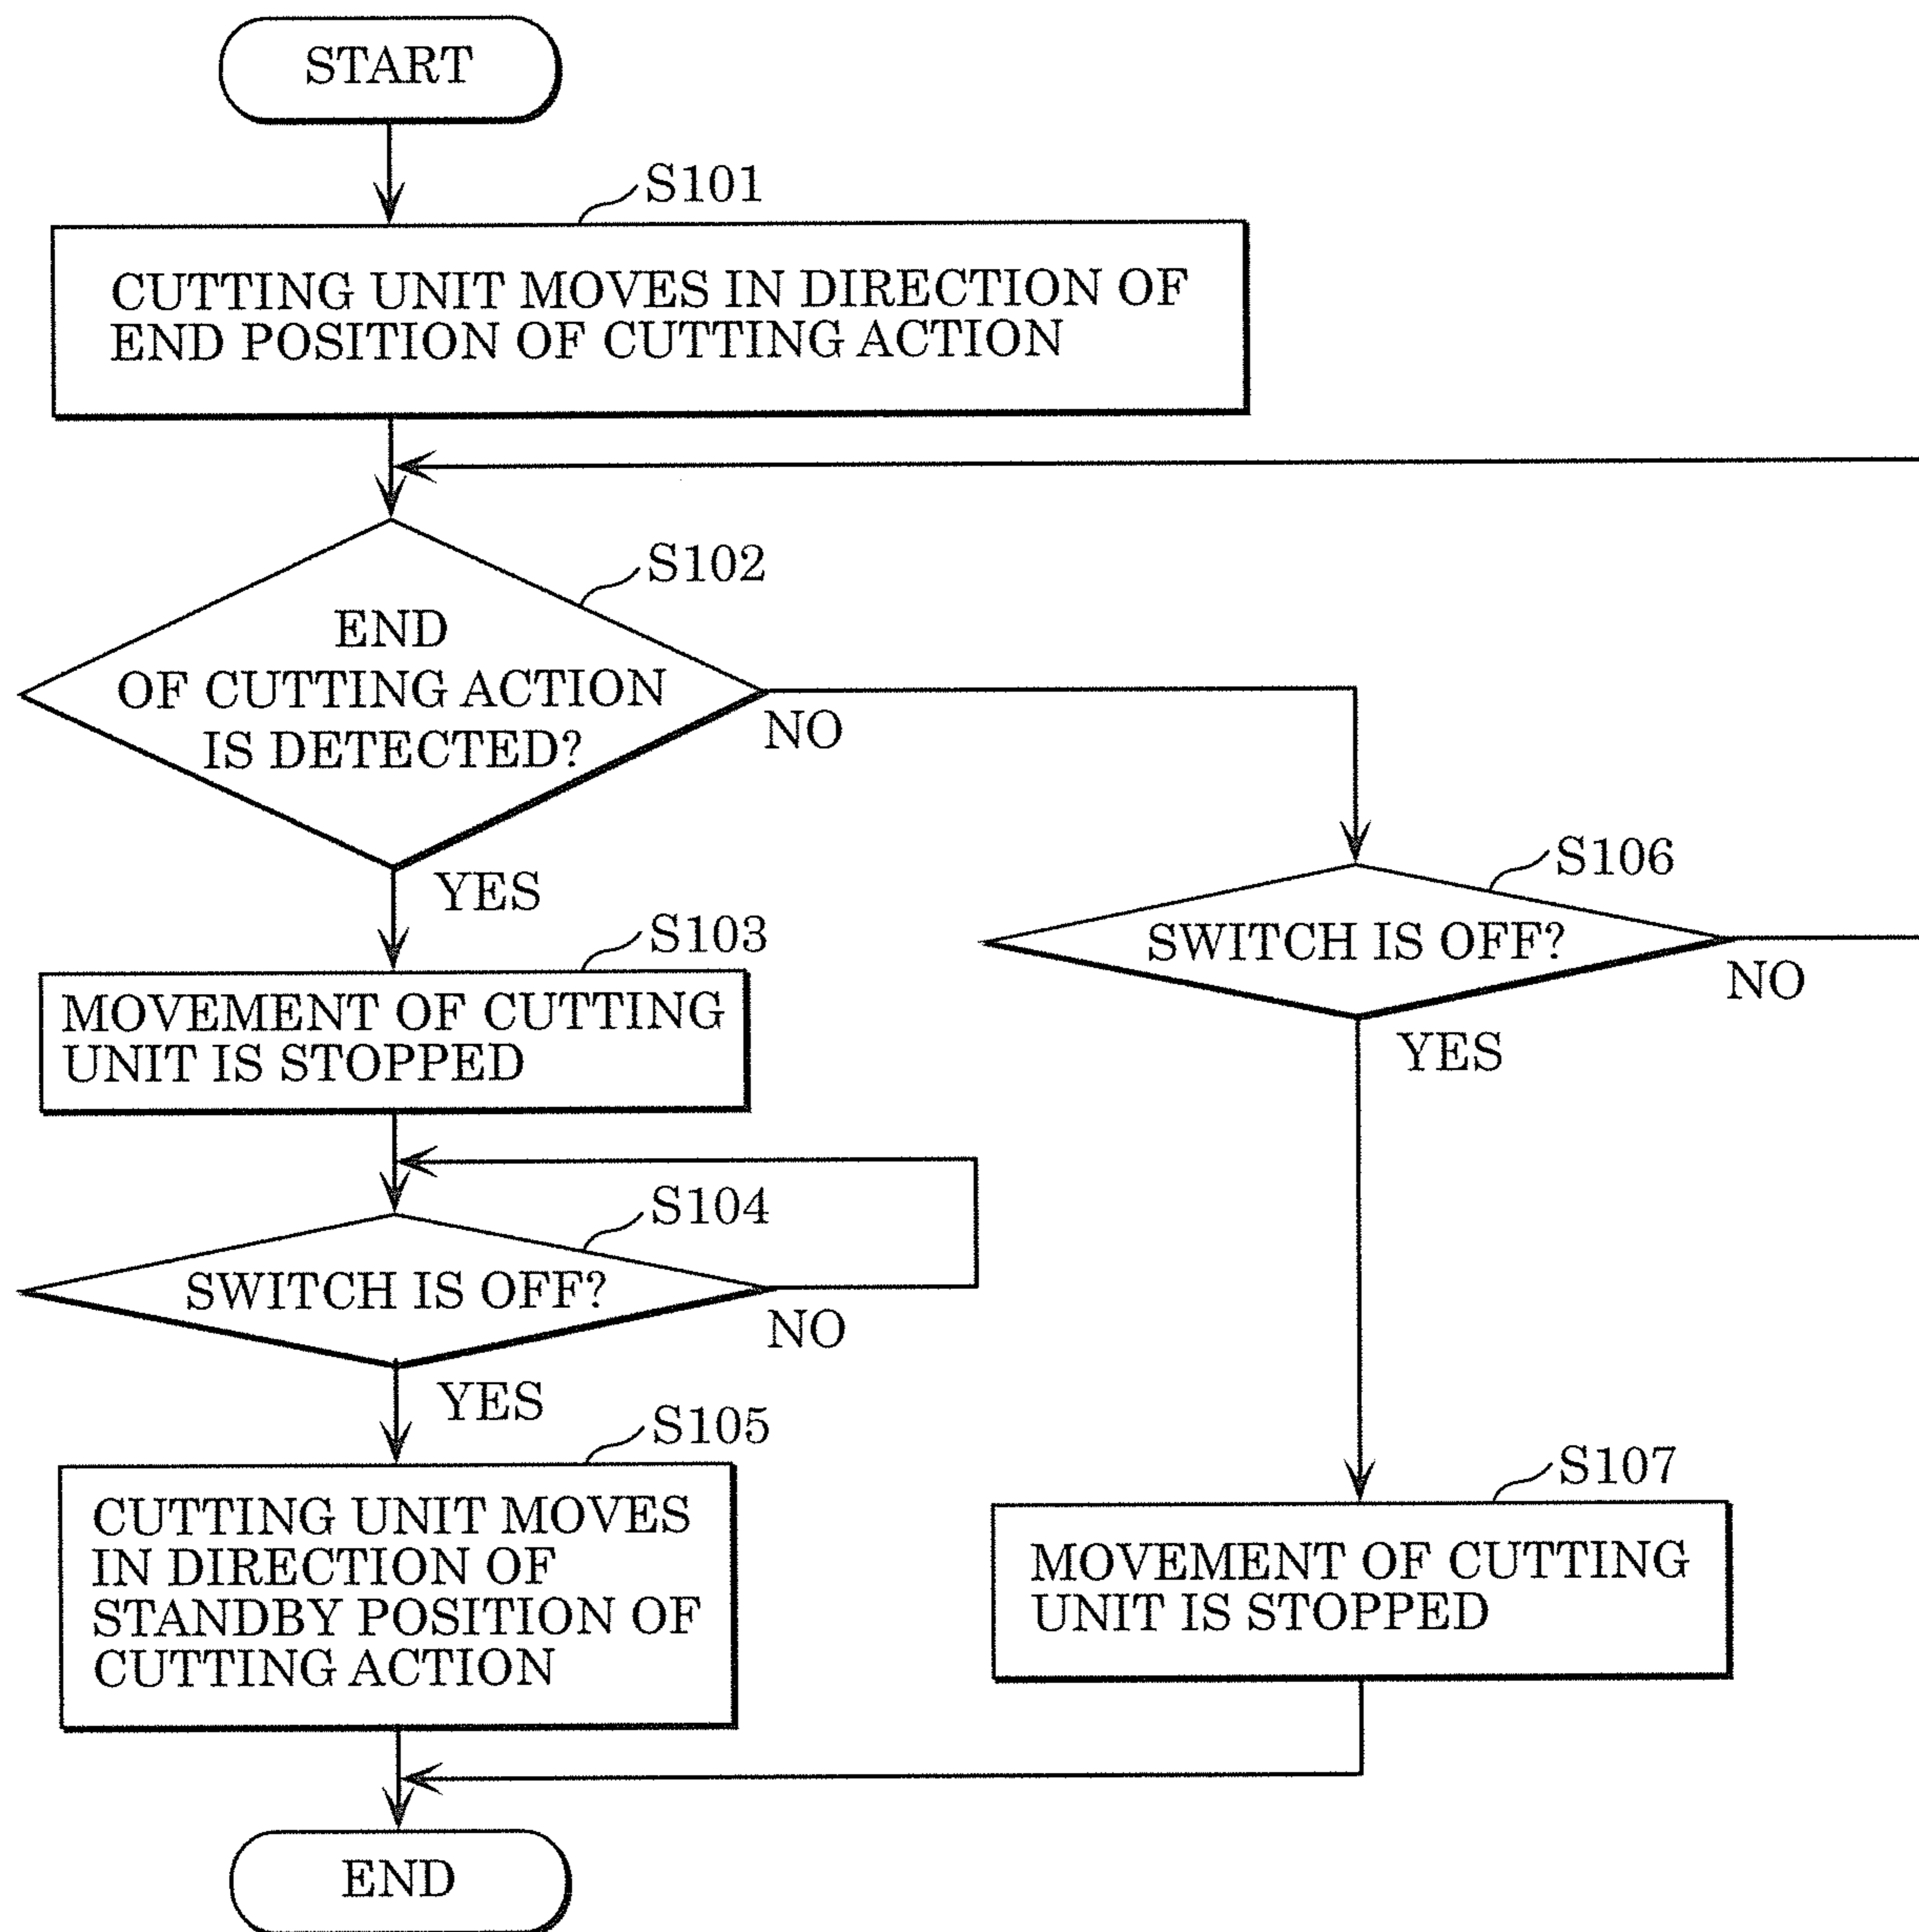 START
S101
CUTTING UNIT MOVES IN DIRECTION OF
END POSITION OF CUTTING ACTION
S102
END
OF CUTTING ACTION
IS DETECTED?
NO
YES
S103
MOVEMENT OF CUTTING
UNIT IS STOPPED
S104
SWITCH IS OFF?
NO
YES
S105
CUTTING UNIT MOVES
IN DIRECTION OF
STANDBY POSITION OF
CUTTING ACTION
S106
SWITCH IS OFF?
NO
YES
S107
MOVEMENT OF CUTTING
UNIT IS STOPPED
END